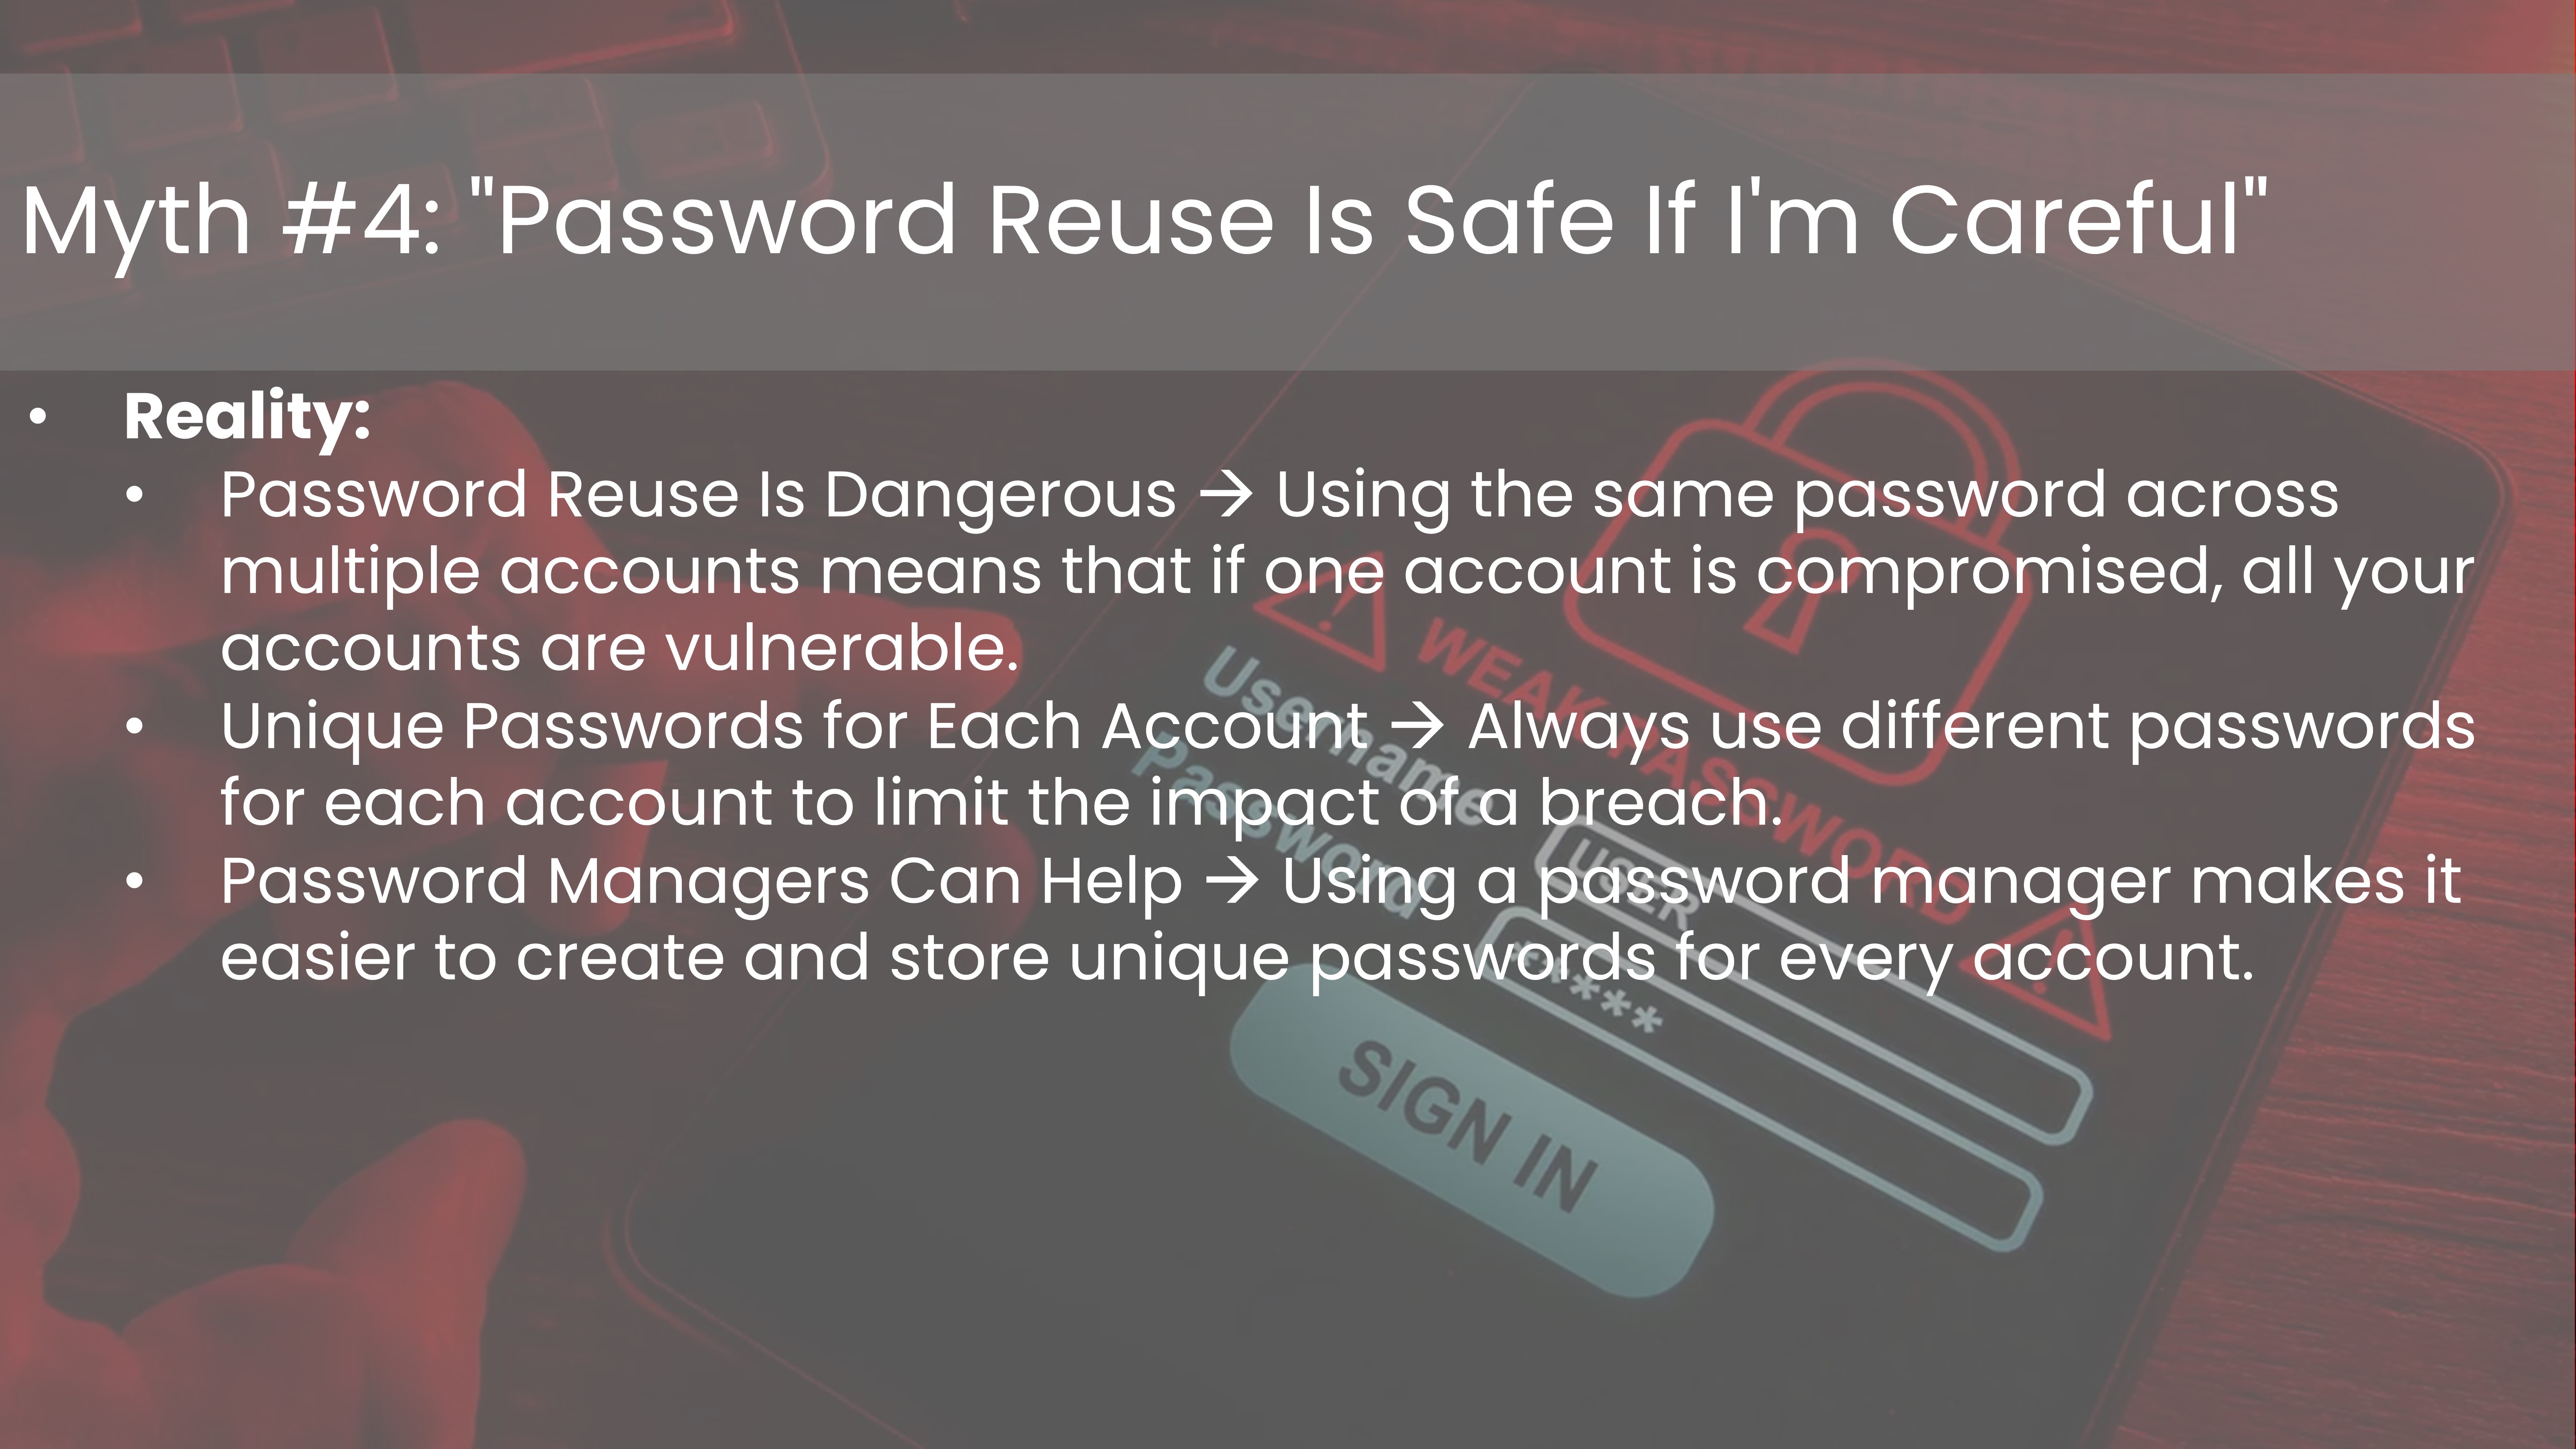 Myth #4: "Password Reuse Is Safe If I'm Careful"
• Reality:
• Password Reuse Is Dangerous → Using the same password across
multiple accounts means that if one account is compromised, all your
accounts are vulnerable.
• Unique Passwords for Each Account → Always use different passwords
for each account to limit the impact of a breach.
• Password Managers Can Help → Using a password manager makes it
easier to create and store unique passwords for every account.
WEAK PASSWORD
Username
USER
Password
*****
SIGN IN